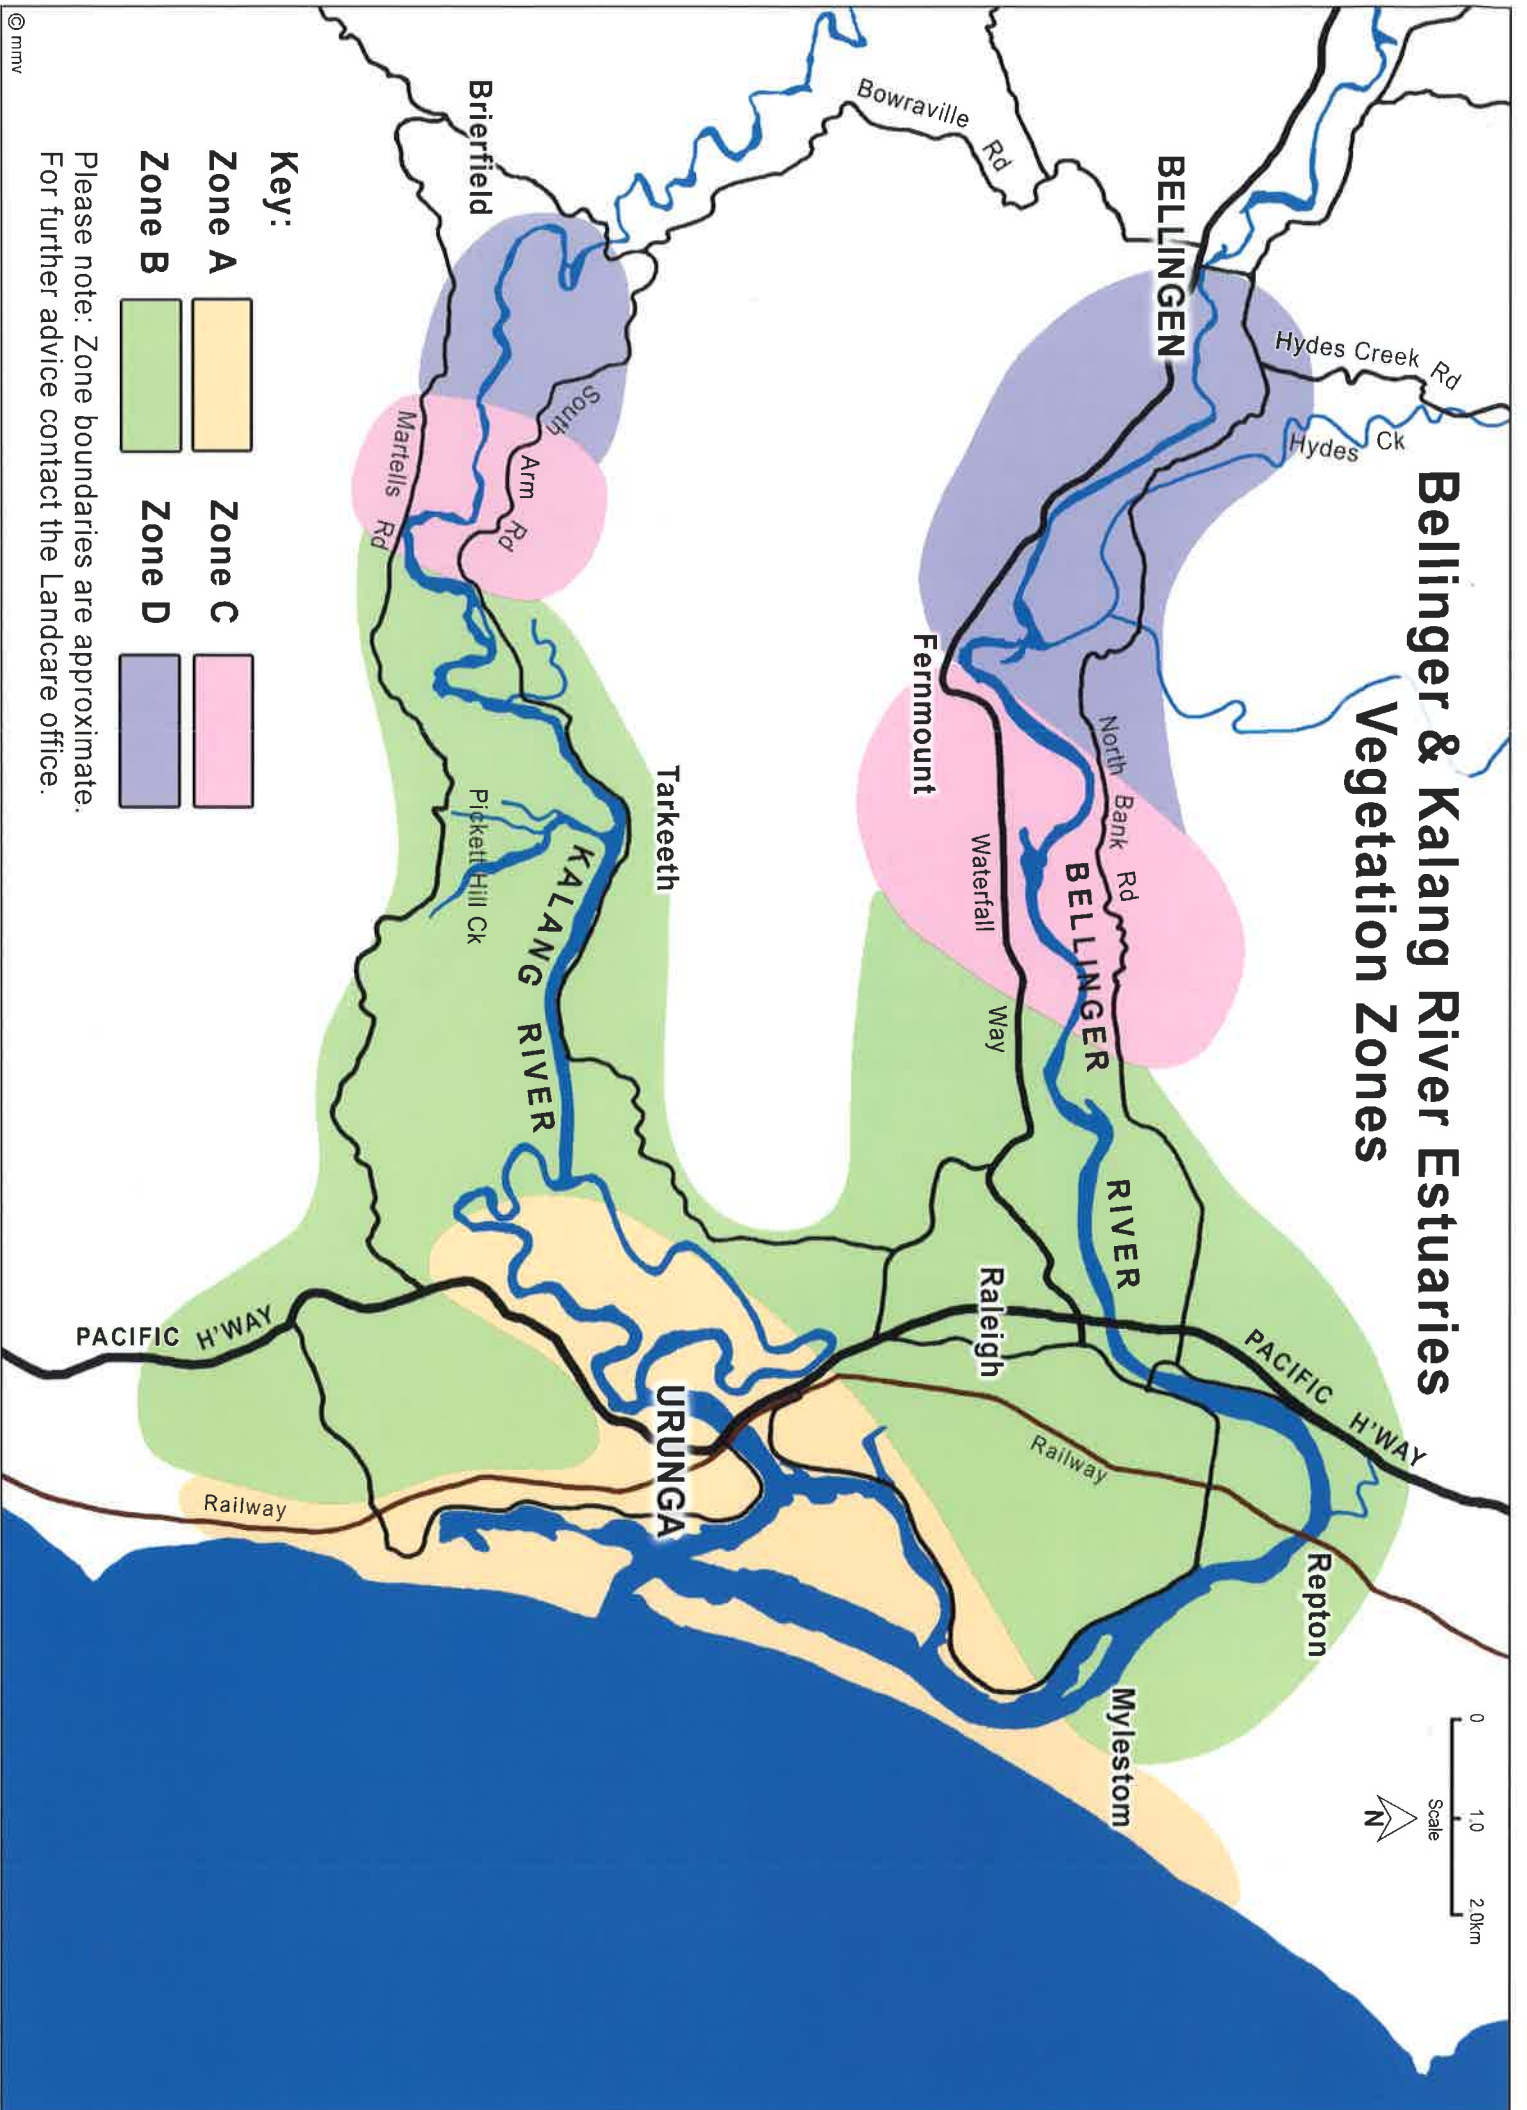 Bellinger & Kalang River Estuaries
Vegetation Zones
0 1.0 2.0km
Scale
N
Hydes Creek Rd
Hydes Ck
BELLINGEN
Bowraville Rd
North Bank Rd
BELLINGER RIVER
Fernmount
Waterfall Way
Raleigh
PACIFIC H'WAY
Railway
Repton
Mylestom
Brierfield
South Arm Rd
Martells Rd
Tarkeeth
KALANG RIVER
Pickett Hill Ck
URUNGA
PACIFIC H'WAY
Railway
Key:
Zone A
Zone C
Zone B
Zone D
Please note: Zone boundaries are approximate.
For further advice contact the Landcare office.
© mmv